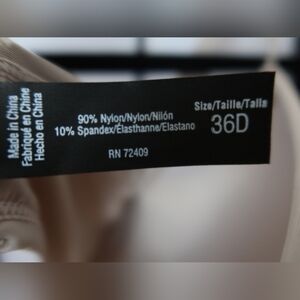 Made in China
Fabriqué en Chine
Hecho en China
90% Nylon/Nylon/Nilón
10% Spandex/Élasthanne/Elastano
RN 72409
Size/Taille/Talla
36D